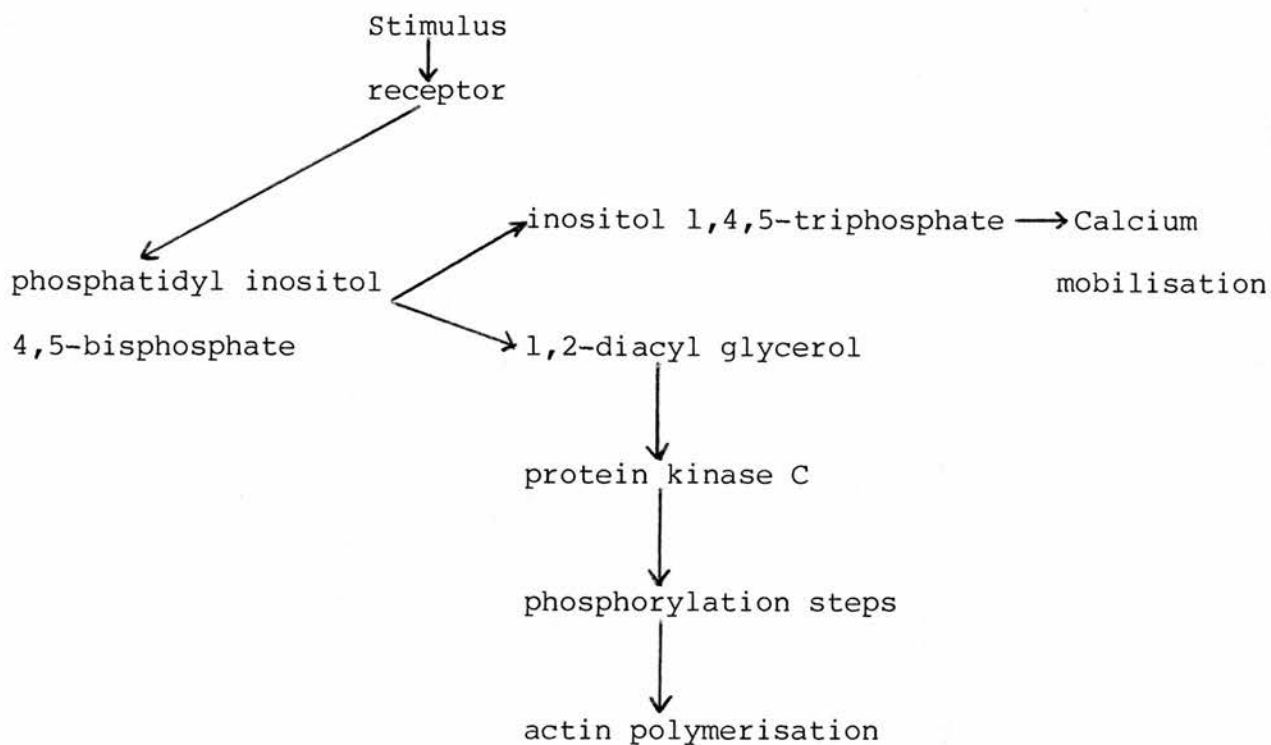 Stimulus
receptor
inositol 1,4,5-triphosphate
Calcium
mobilisation
phosphatidyl inositol
4,5-bisphosphate
1,2-diacyl glycerol
protein kinase C
phosphorylation steps
actin polymerisation